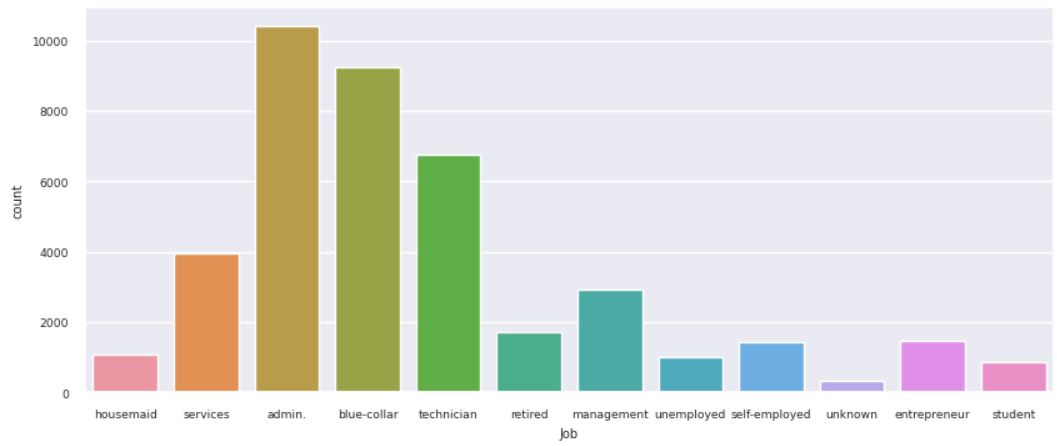 10000
8000
6000
4000
2000
0
count
housemaid services admin. blue-collar technician retired management unemployed self-employed unknown entrepreneur student
Job